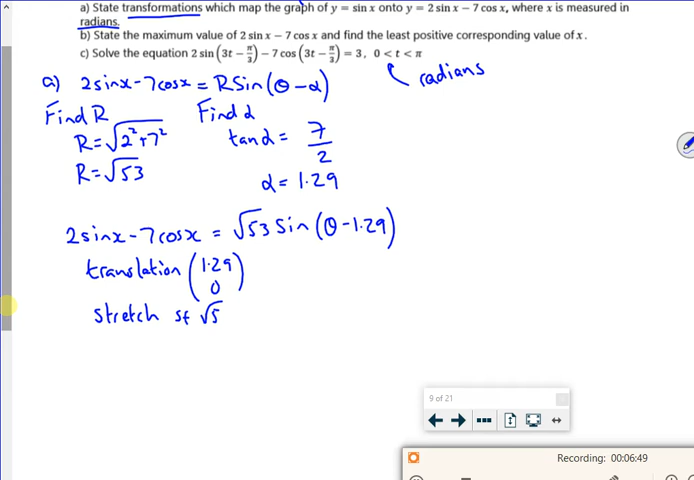 a) State transformations which map the graph of y = sin x onto y = 2 sin x − 7 cos x, where x is measured in
radians.
b) State the maximum value of 2 sin x − 7 cos x and find the least positive corresponding value of x.
c) Solve the equation 2 sin (3t − π/3) − 7 cos (3t − π/3) = 3, 0 < t < π
radians
a) 2sinx − 7cosx = R Sin (θ − α)
Find R
R = √2² + 7²
R = √53
Find α
tanα = 7/2
α = 1.29
2sinx − 7cosx = √53 Sin (θ − 1.29)
translation (1.29
0)
stretch sf √5
9 of 21
Recording: 00:06:49